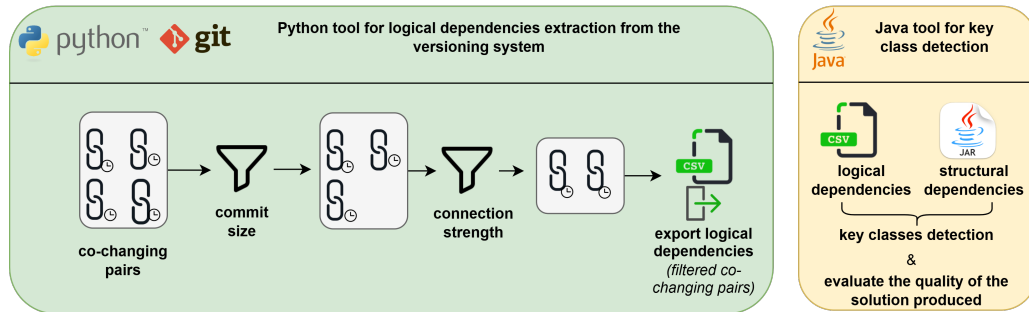 python™
git
Python tool for logical dependencies extraction from the
versioning system
co-changing
pairs
commit
size
connection
strength
CSV
export logical
dependencies
(filtered co-
changing pairs)
Java
Java tool for key
class detection
CSV
JAR
logical
dependencies
structural
dependencies
key classes detection
&
evaluate the quality of the
solution produced